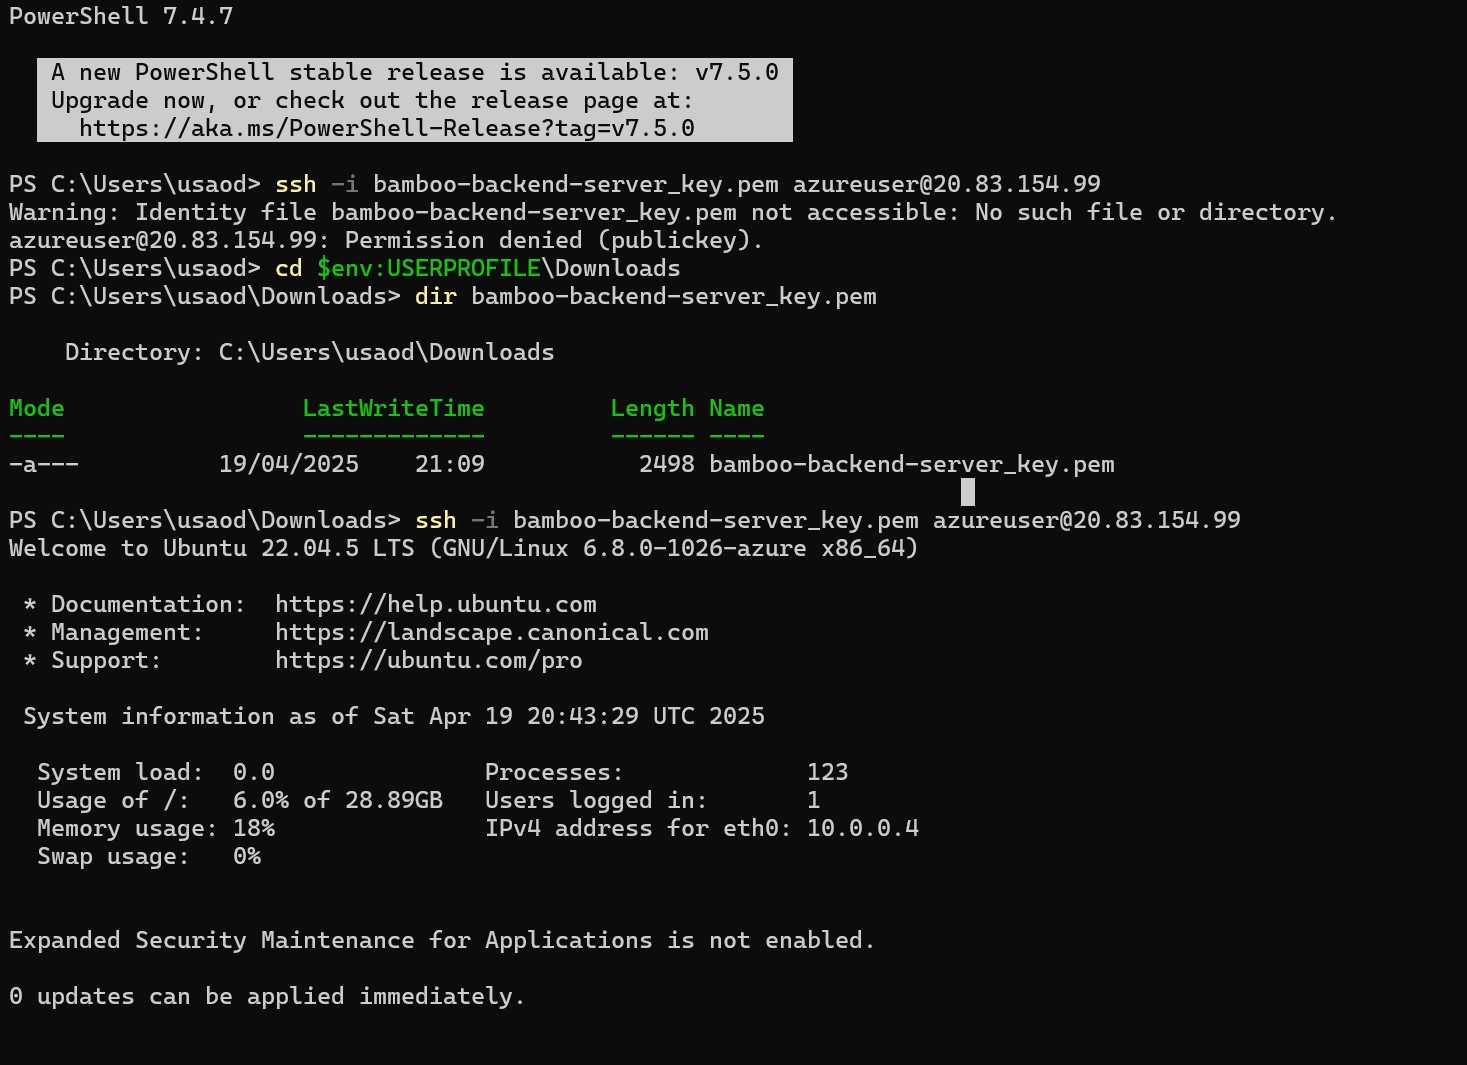 PowerShell 7.4.7
A new PowerShell stable release is available: v7.5.0
Upgrade now, or check out the release page at:
https://aka.ms/PowerShell-Release?tag=v7.5.0
PS C:\Users\usaod> ssh -i bamboo-backend-server_key.pem azureuser@20.83.154.99
Warning: Identity file bamboo-backend-server_key.pem not accessible: No such file or directory.
azureuser@20.83.154.99: Permission denied (publickey).
PS C:\Users\usaod> cd $env:USERPROFILE\Downloads
PS C:\Users\usaod\Downloads> dir bamboo-backend-server_key.pem
Directory: C:\Users\usaod\Downloads
Mode LastWriteTime Length Name
---- ------------- ------ ----
-a--- 19/04/2025 21:09 2498 bamboo-backend-server_key.pem
PS C:\Users\usaod\Downloads> ssh -i bamboo-backend-server_key.pem azureuser@20.83.154.99
Welcome to Ubuntu 22.04.5 LTS (GNU/Linux 6.8.0-1026-azure x86_64)
* Documentation: https://help.ubuntu.com
* Management: https://landscape.canonical.com
* Support: https://ubuntu.com/pro
System information as of Sat Apr 19 20:43:29 UTC 2025
System load: 0.0 Processes: 123
Usage of /: 6.0% of 28.89GB Users logged in: 1
Memory usage: 18% IPv4 address for eth0: 10.0.0.4
Swap usage: 0%
Expanded Security Maintenance for Applications is not enabled.
0 updates can be applied immediately.